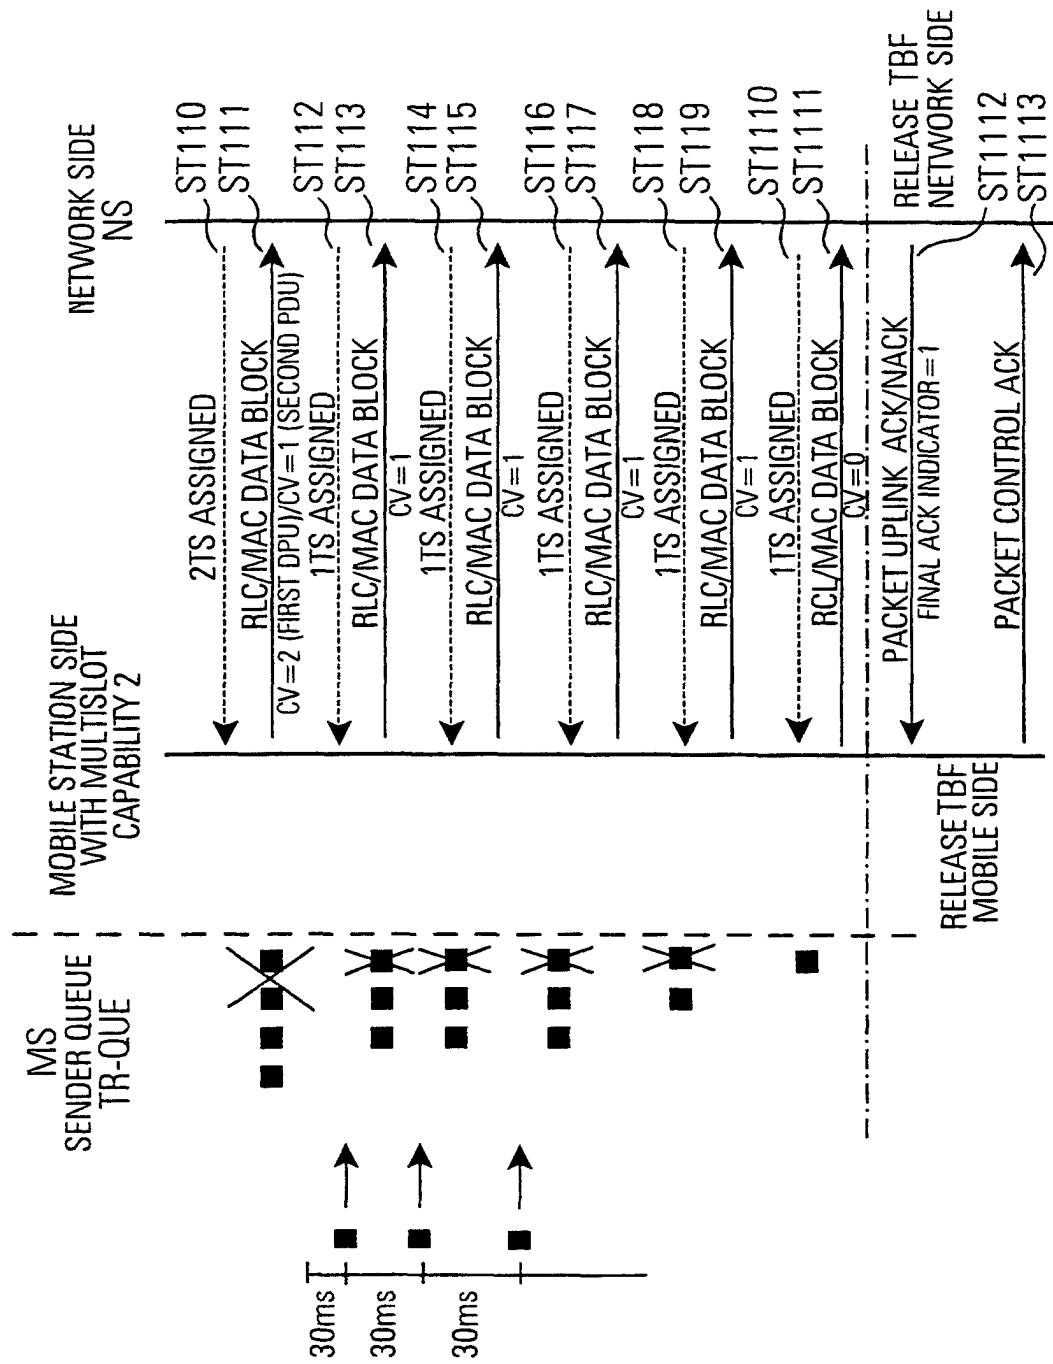 MS
SENDER QUEUE
TR-QUE
MOBILE STATION SIDE
WITH MULTISLOT
CAPABILITY 2
NETWORK SIDE
NS
30ms
30ms
30ms
2TS ASSIGNED
ST1110
RLC/MAC DATA BLOCK
ST111
CV=2 (FIRST DPU)/CV=1 (SECOND PDU)
1TS ASSIGNED
ST1112
RLC/MAC DATA BLOCK
ST113
CV=1
1TS ASSIGNED
ST114
RLC/MAC DATA BLOCK
ST115
CV=1
1TS ASSIGNED
ST116
RLC/MAC DATA BLOCK
ST117
CV=1
1TS ASSIGNED
ST118
RLC/MAC DATA BLOCK
ST119
CV=1
1TS ASSIGNED
ST1110
RCL/MAC DATA BLOCK
ST1111
CV=0
RELEASE TBF
NETWORK SIDE
PACKET UPLINK ACK/NACK
FINAL ACK INDICATOR=1
ST1112
RELEASE TBF
MOBILE SIDE
PACKET CONTROL ACK
ST1113